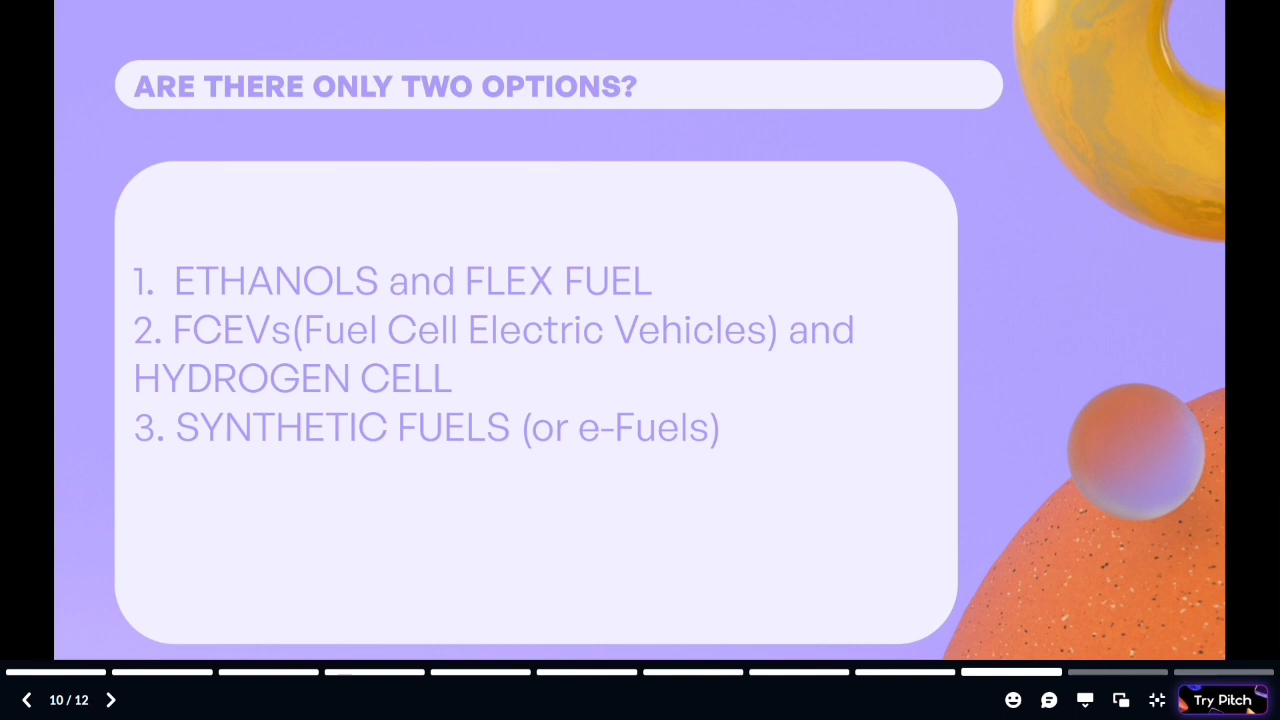 ARE THERE ONLY TWO OPTIONS?
1. ETHANOLS and FLEX FUEL
2. FCEVs(Fuel Cell Electric Vehicles) and
HYDROGEN CELL
3. SYNTHETIC FUELS (or e-Fuels)
10 / 12
Try Pitch